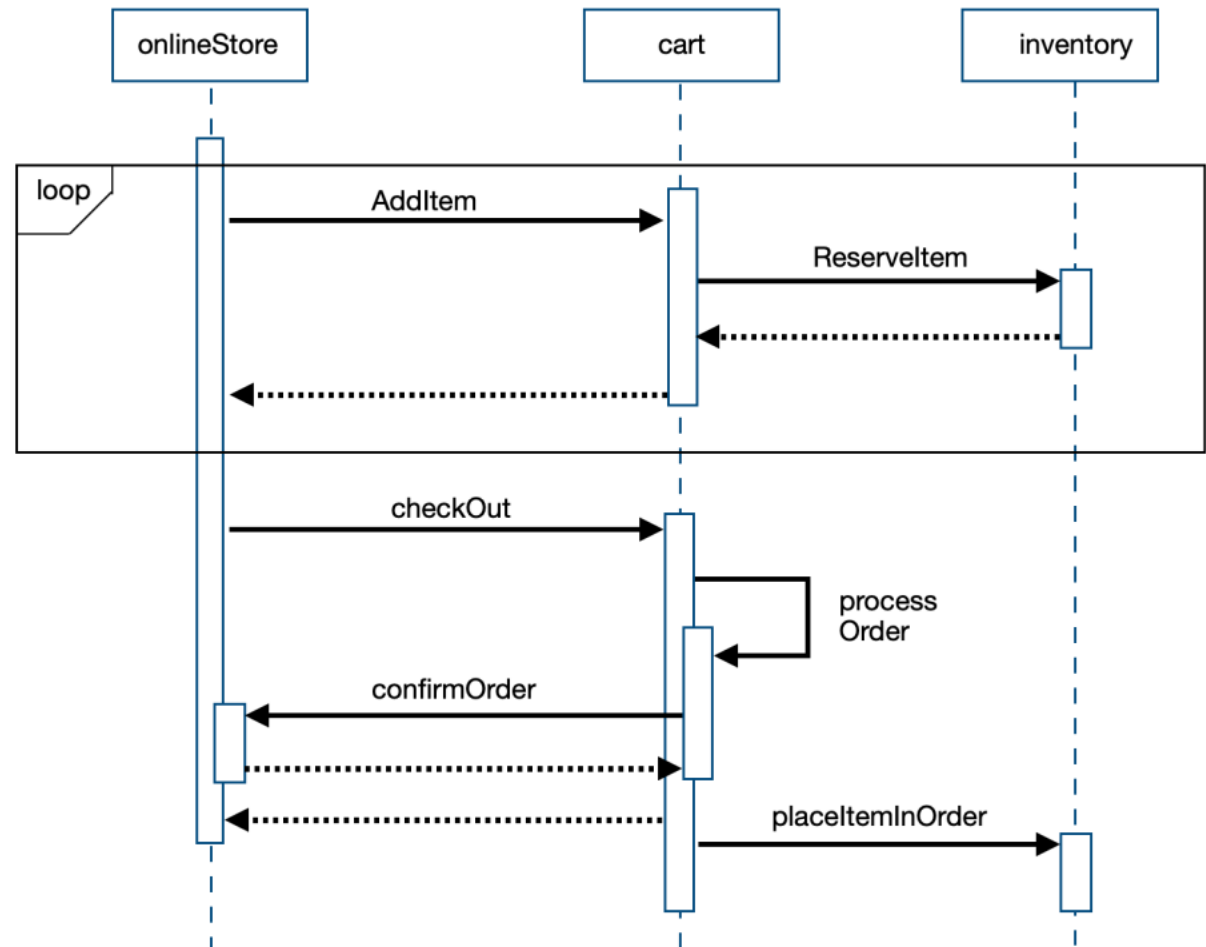 onlineStore
cart
inventory
loop
AddItem
ReserveItem
checkOut
process
Order
confirmOrder
placeItemInOrder